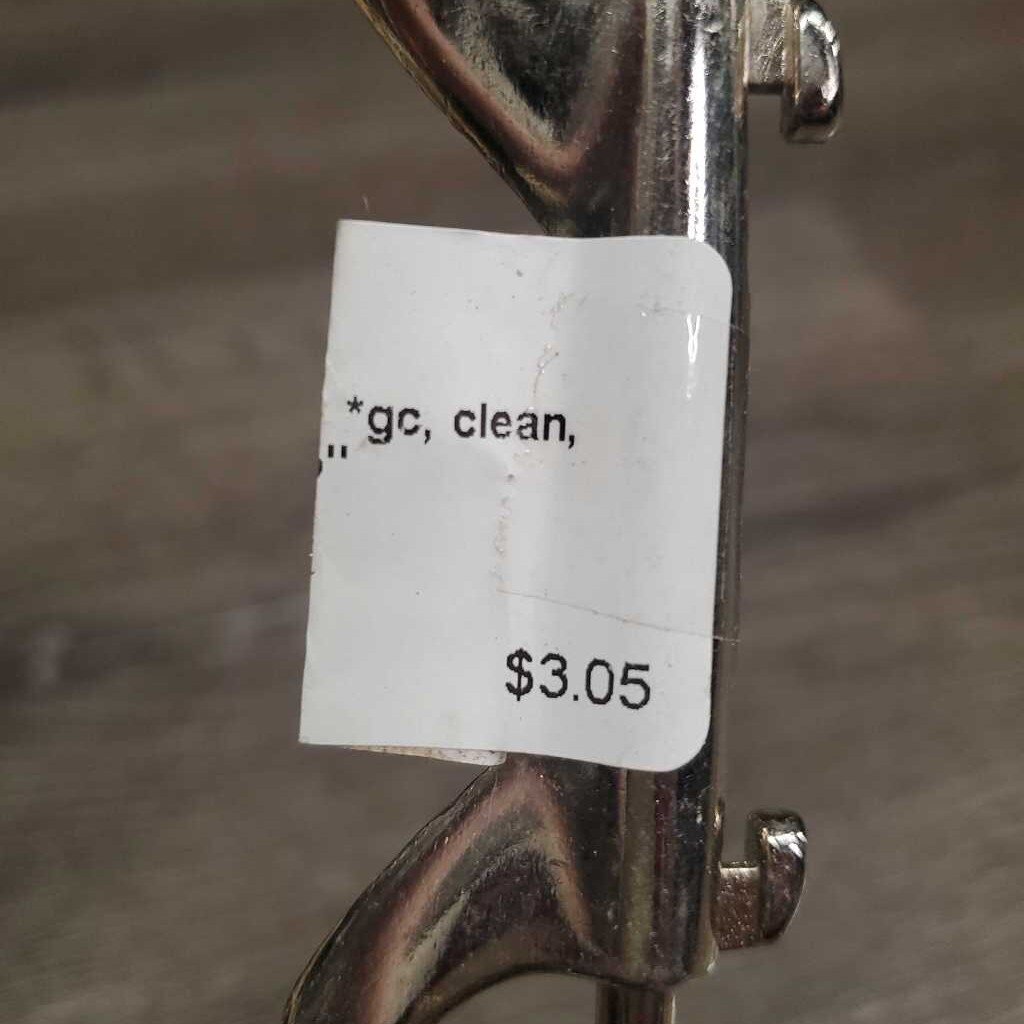 *gc, clean,
"
$3.05